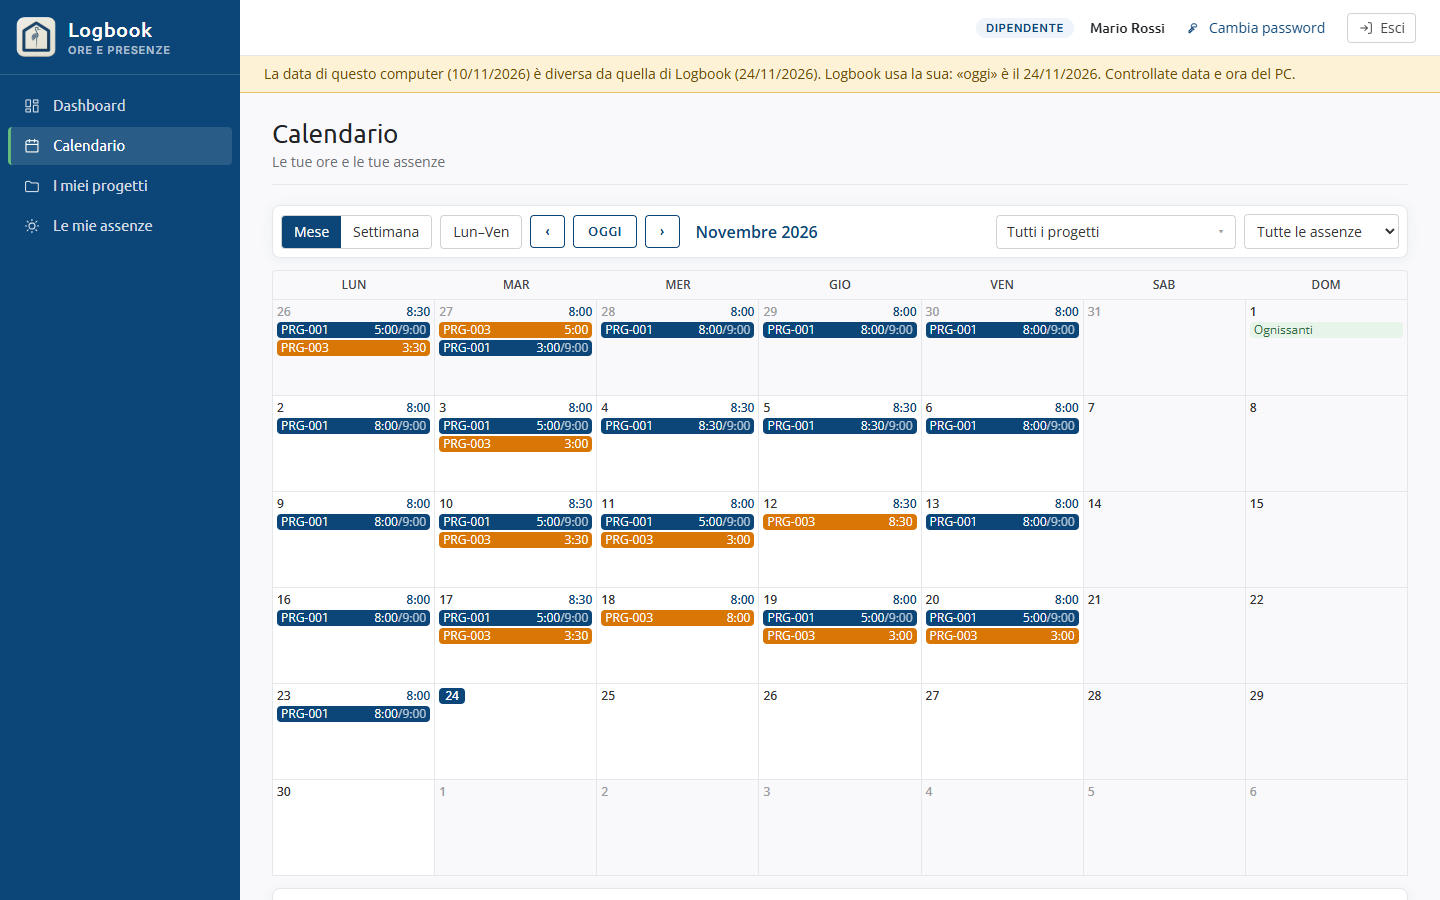 Logbook
ORE E PRESENZE
DIPENDENTE Mario Rossi Cambia password Esci
La data di questo computer (10/11/2026) è diversa da quella di Logbook (24/11/2026). Logbook usa la sua: «oggi» è il 24/11/2026. Controllate data e ora del PC.
Dashboard
Calendario
I miei progetti
Le mie assenze
Calendario
Le tue ore e le tue assenze
Mese Settimana Lun–Ven ‹ OGGI › Novembre 2026 Tutti i progetti Tutte le assenze
LUN MAR MER GIO VEN SAB DOM
26 8:30 27 8:00 28 8:00 29 8:00 30 8:00 31 1
PRG-001 5:00/9:00 PRG-003 5:00 PRG-001 8:00/9:00 PRG-001 8:00/9:00 PRG-001 8:00/9:00 Ognissanti
PRG-003 3:30 PRG-001 3:00/9:00
2 8:00 3 8:00 4 8:30 5 8:30 6 8:00 7 8
PRG-001 8:00/9:00 PRG-001 5:00/9:00 PRG-001 8:30/9:00 PRG-001 8:30/9:00 PRG-001 8:00/9:00
PRG-003 3:00
9 8:00 10 8:30 11 8:00 12 8:30 13 8:00 14 15
PRG-001 8:00/9:00 PRG-001 5:00/9:00 PRG-001 5:00/9:00 PRG-003 8:30 PRG-001 8:00/9:00
PRG-003 3:30 PRG-003 3:00
16 8:00 17 8:30 18 8:00 19 8:00 20 8:00 21 22
PRG-001 8:00/9:00 PRG-001 5:00/9:00 PRG-003 8:00 PRG-001 5:00/9:00 PRG-001 5:00/9:00
PRG-003 3:30 PRG-003 3:00 PRG-003 3:00
23 8:00 24 25 26 27 28 29
PRG-001 8:00/9:00
30 1 2 3 4 5 6